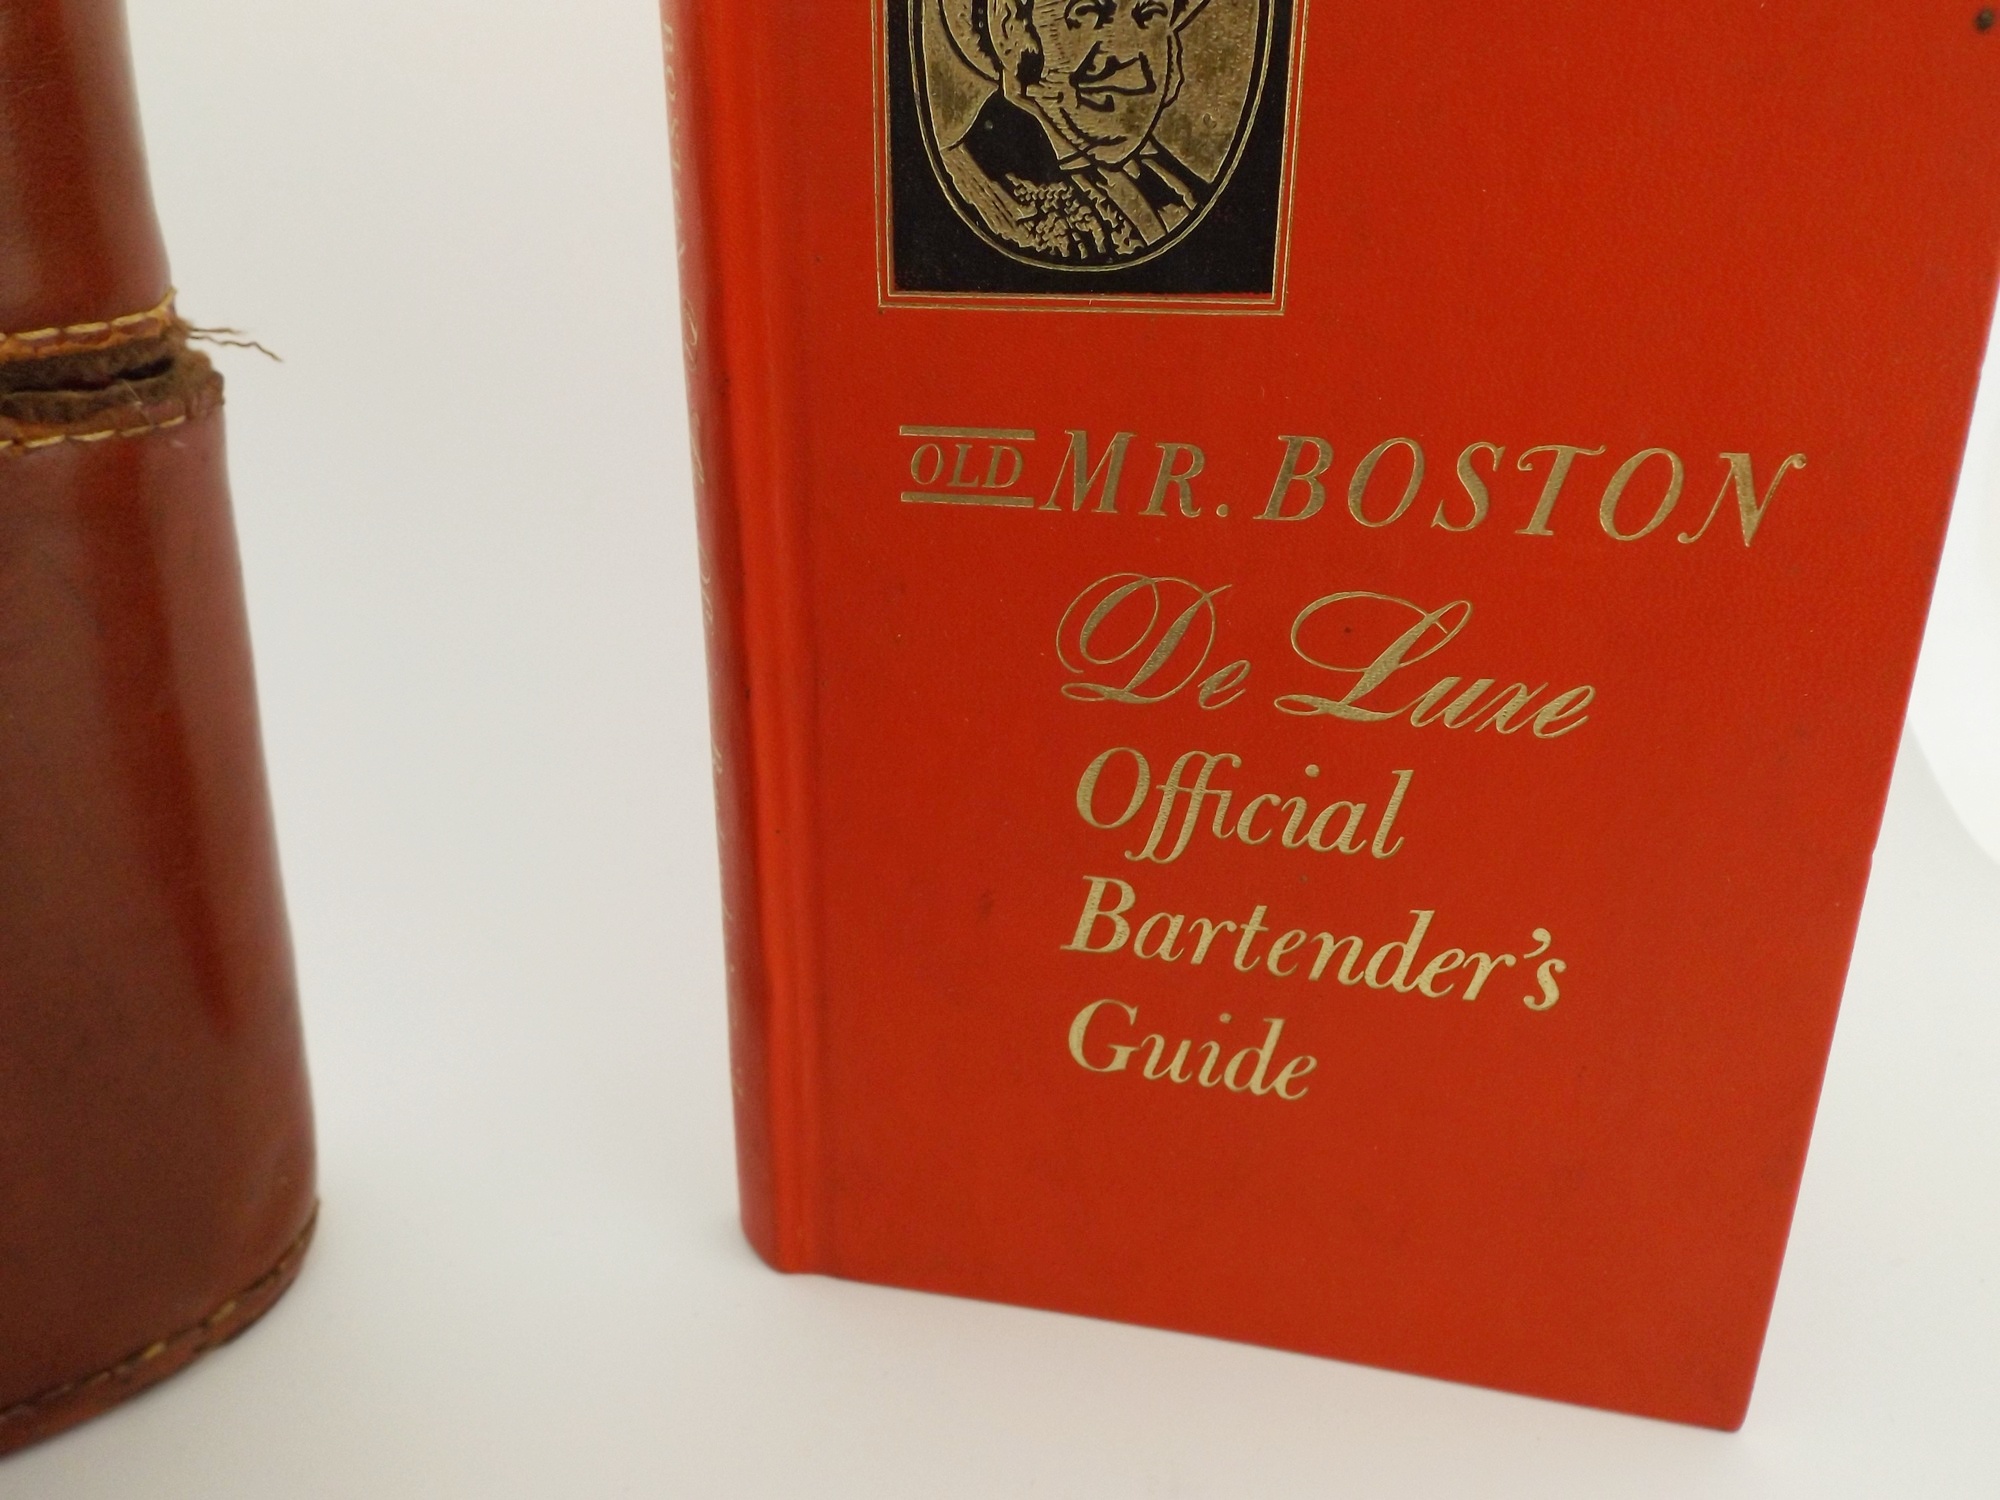 OLD MR. BOSTON
De Luxe
Official
Bartender's
Guide